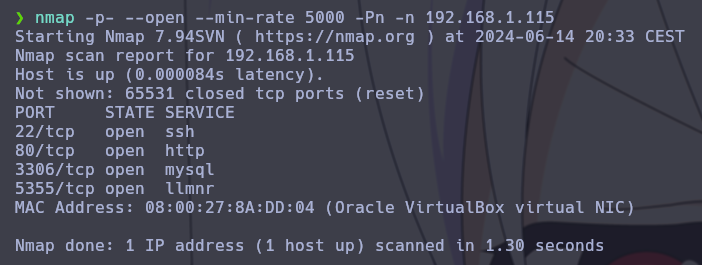 ❯ nmap -p- --open --min-rate 5000 -Pn -n 192.168.1.115
Starting Nmap 7.94SVN ( https://nmap.org ) at 2024-06-14 20:33 CEST
Nmap scan report for 192.168.1.115
Host is up (0.000084s latency).
Not shown: 65531 closed tcp ports (reset)
PORT     STATE SERVICE
22/tcp   open  ssh
80/tcp   open  http
3306/tcp open  mysql
5355/tcp open  llmnr
MAC Address: 08:00:27:8A:DD:04 (Oracle VirtualBox virtual NIC)
Nmap done: 1 IP address (1 host up) scanned in 1.30 seconds